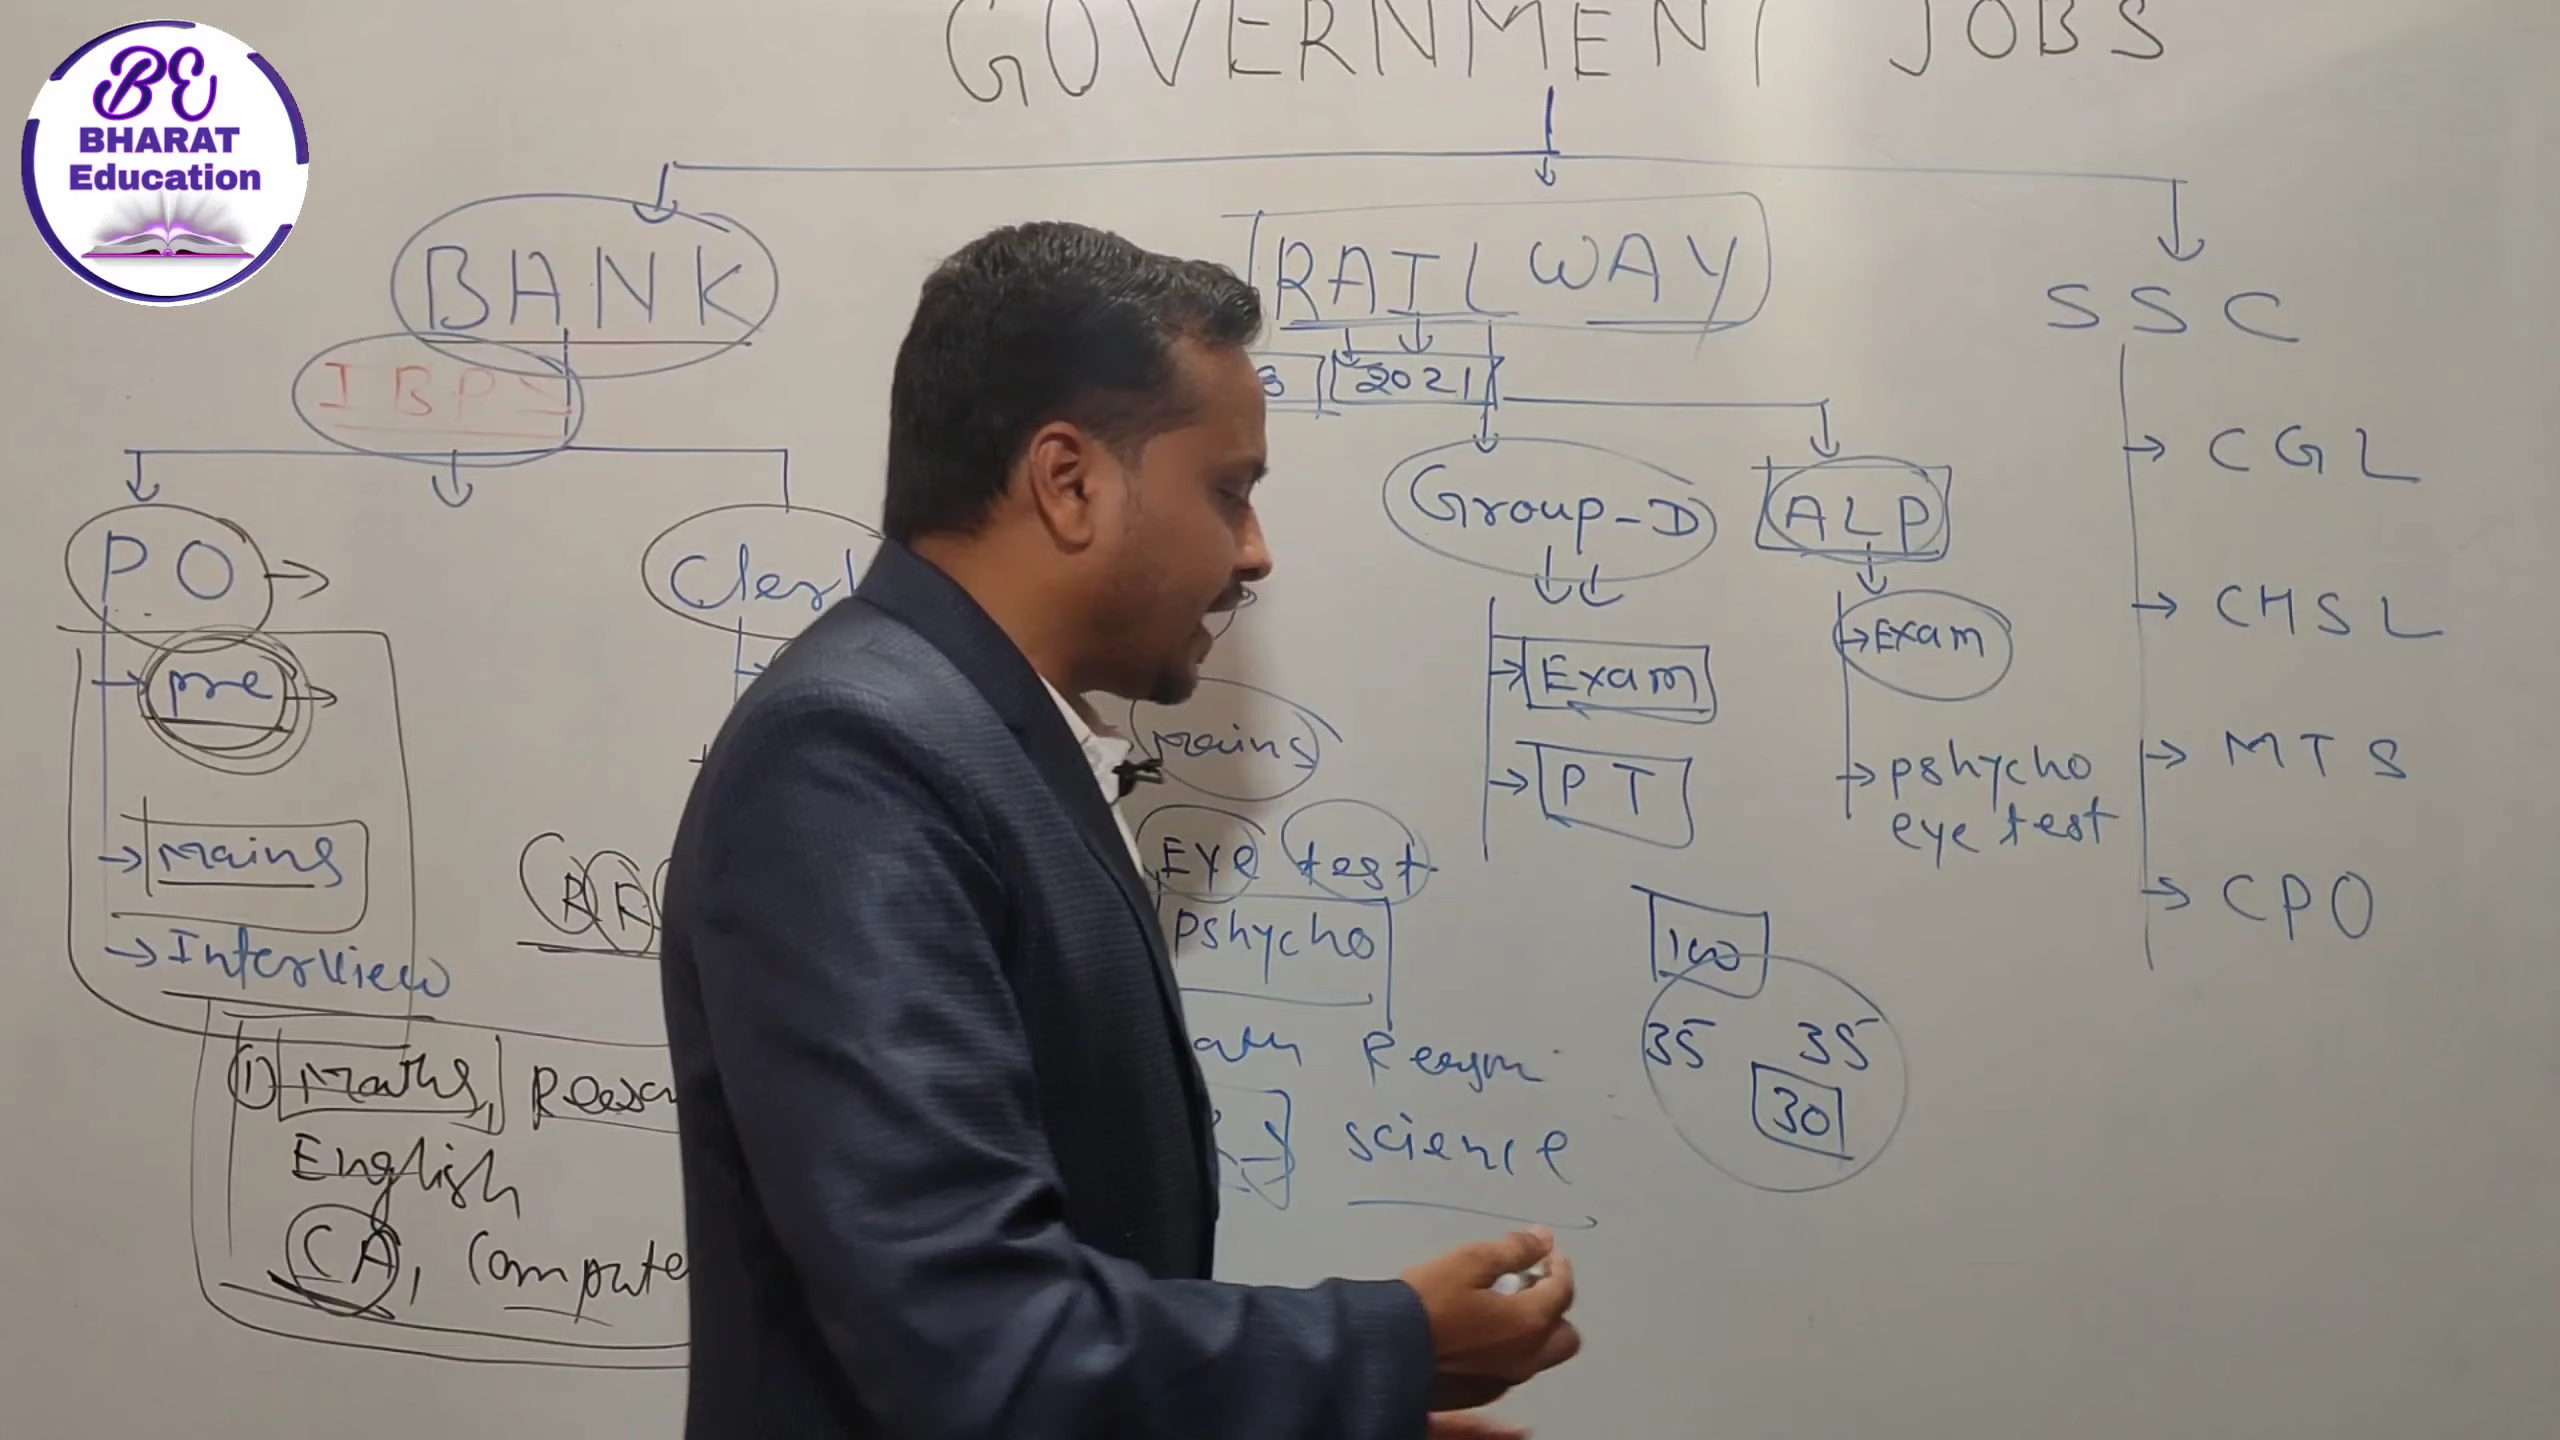 GOVERNMENT JOBS
BE
BHARAT
Education
BANK
IBPS
PO
pre
mains
Interview
① Maths,
English
CA,
RAILWAY
2021
mains
EYE test
Pshycho
Reason
science
Group-D
Exam
PT
ALP
Exam
pshycho
eye test
100
35 35
30
SSC
CGL
CHSL
MTS
CPO